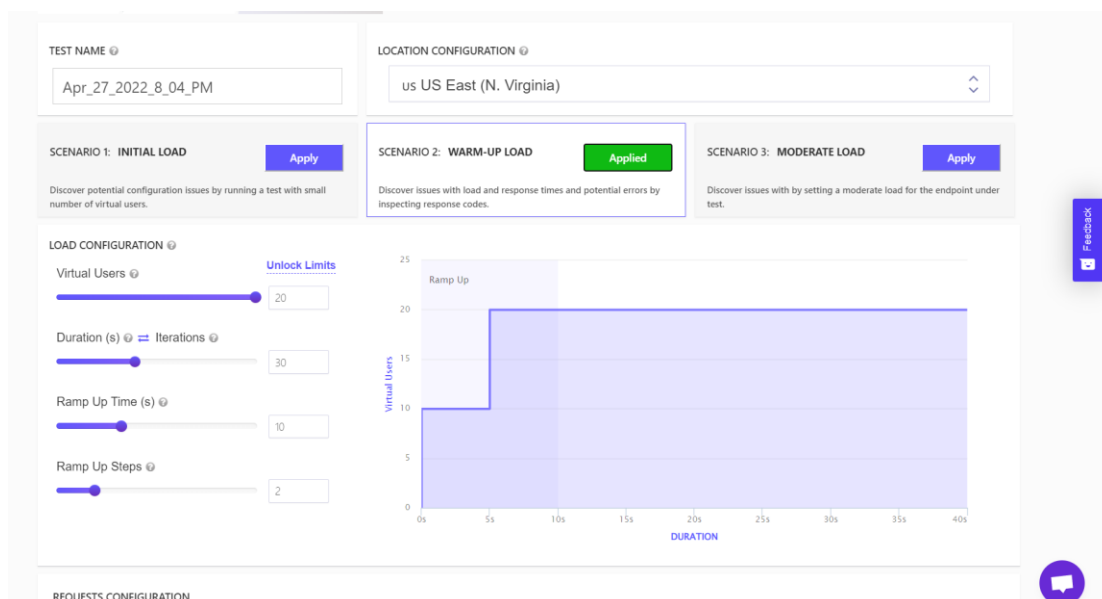 TEST NAME
Apr_27_2022_8_04_PM
LOCATION CONFIGURATION
US US East (N. Virginia)
SCENARIO 1: INITIAL LOAD
Apply
Discover potential configuration issues by running a test with small
number of virtual users.
SCENARIO 2: WARM-UP LOAD
Applied
Discover issues with load and response times and potential errors by
inspecting response codes.
SCENARIO 3: MODERATE LOAD
Apply
Discover issues with by setting a moderate load for the endpoint under
test.
Feedback
LOAD CONFIGURATION
Unlock Limits
Virtual Users
20
Duration (s) ⇄ Iterations
30
Ramp Up Time (s)
10
Ramp Up Steps
2
Ramp Up
25
20
15
10
5
0
Virtual Users
0s 5s 10s 15s 20s 25s 30s 35s 40s
DURATION
REQUESTS CONFIGURATION